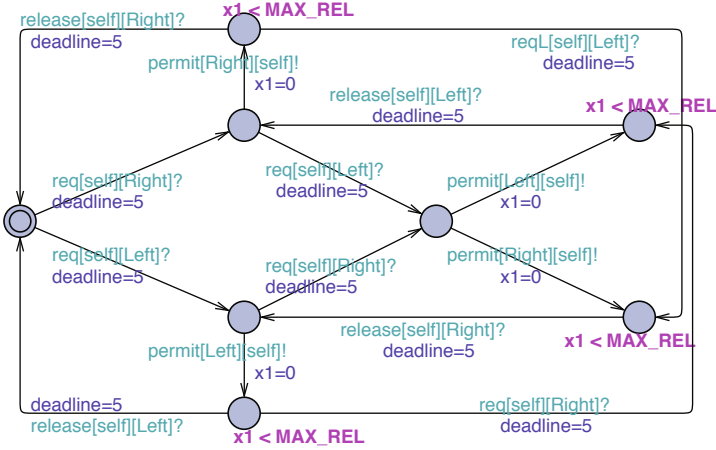 x1 < MAX_REL
release[self][Right]?
deadline=5
reqL[self][Left]?
deadline=5
permit[Right][self]!
x1=0
release[self][Left]?
deadline=5
x1 < MAX_REL
req[self][Right]?
deadline=5
req[self][Left]?
deadline=5
permit[Left][self]!
x1=0
req[self][Left]?
deadline=5
req[self][Right]?
deadline=5
permit[Right][self]!
x1=0
release[self][Right]?
deadline=5
x1 < MAX_REL
permit[Left][self]!
x1=0
deadline=5
release[self][Left]?
req[self][Right]?
deadline=5
x1 < MAX_REL